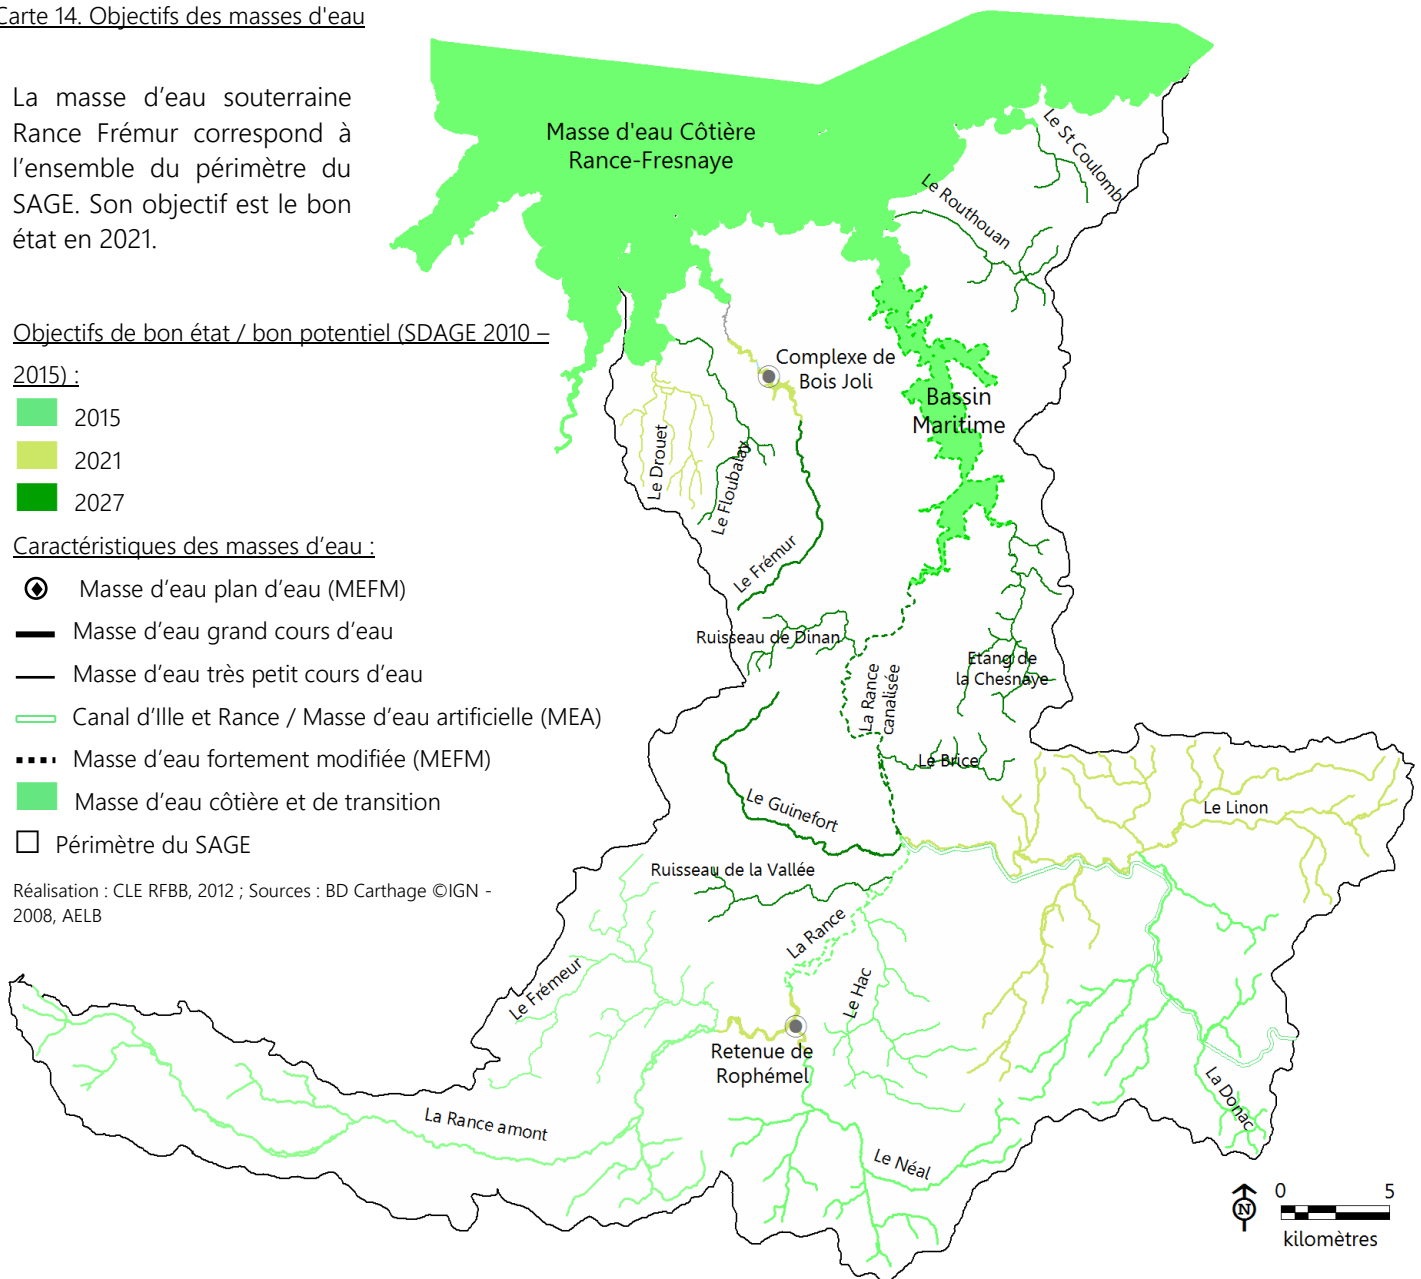 Carte 14. Objectifs des masses d'eau
La masse d’eau souterraine
Rance Frémur correspond à
l’ensemble du périmètre du
SAGE. Son objectif est le bon
état en 2021.
Objectifs de bon état / bon potentiel (SDAGE 2010 –
2015) :
2015
2021
2027
Caractéristiques des masses d’eau :
Masse d’eau plan d’eau (MEFM)
Masse d’eau grand cours d’eau
Masse d’eau très petit cours d’eau
Canal d’Ille et Rance / Masse d’eau artificielle (MEA)
Masse d’eau fortement modifiée (MEFM)
Masse d’eau côtière et de transition
Périmètre du SAGE
Réalisation : CLE RFBB, 2012 ; Sources : BD Carthage ©IGN -
2008, AELB
Masse d'eau Côtière
Rance-Fresnaye
Le St Coulomb
Le Routhouan
Complexe de
Bois Joli
Bassin
Maritime
Le Drouet
Le Floubalay
Le Frémur
Ruisseau de Dinan
La Rance
canalisée
Etang de
la Chesnaye
Le Brice
Le Guinefort
Le Linon
Ruisseau de la Vallée
La Rance
Le Hac
Le Frémeur
Retenue de
Rophémel
La Rance amont
Le Néal
La Donac
N
0 5
kilomètres